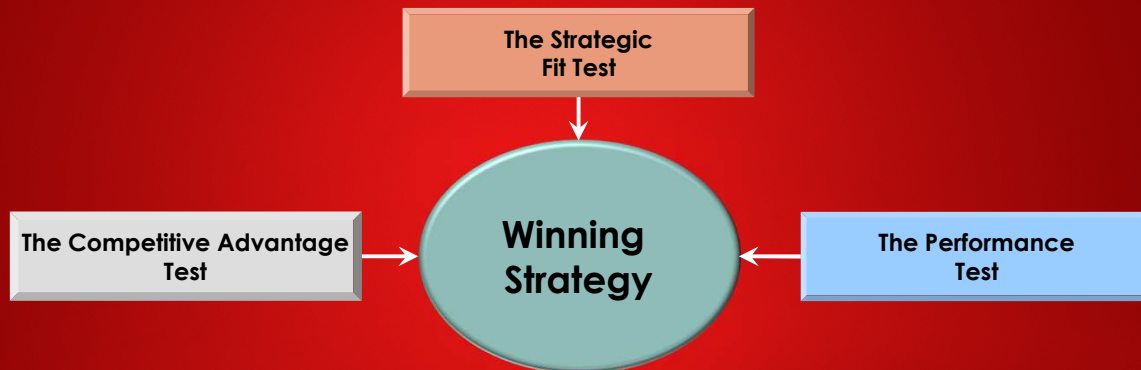 The Strategic
Fit Test
The Competitive Advantage
Test
Winning
Strategy
The Performance
Test